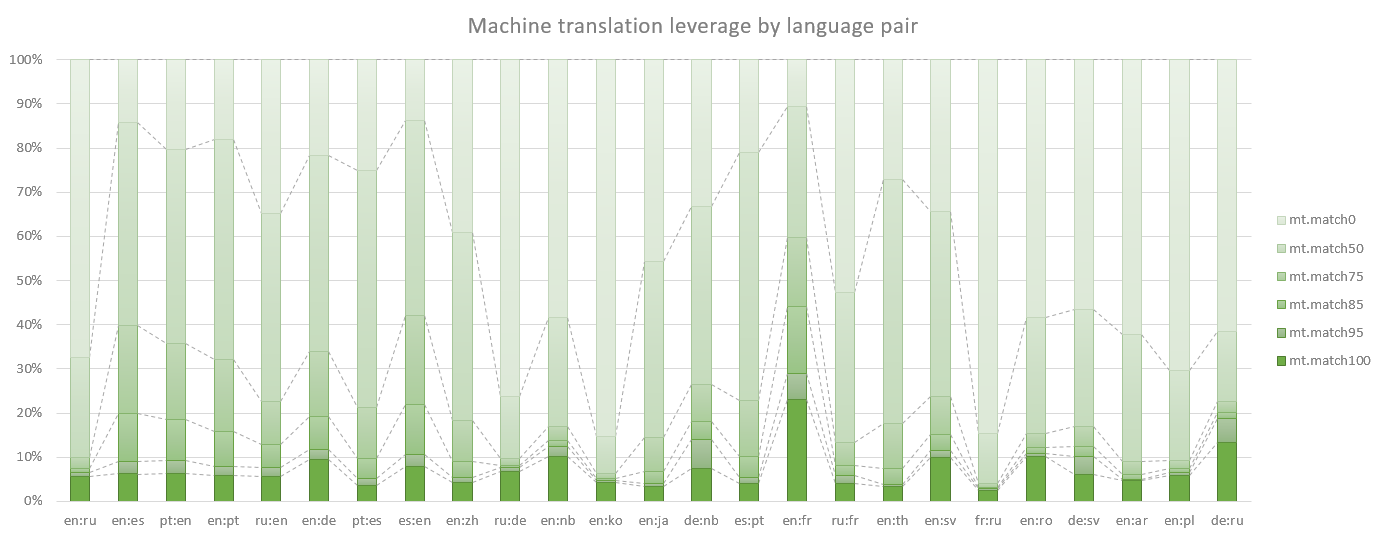 Machine translation leverage by language pair
100%
90%
80%
70%
60%
50%
40%
30%
20%
10%
0%
en:ru en:es pt:en en:pt ru:en en:de pt:es es:en en:zh ru:de en:nb en:ko en:ja de:nb es:pt en:fr ru:fr en:th en:sv fr:ru en:ro de:sv en:ar en:pl de:ru
mt.match0
mt.match50
mt.match75
mt.match85
mt.match95
mt.match100